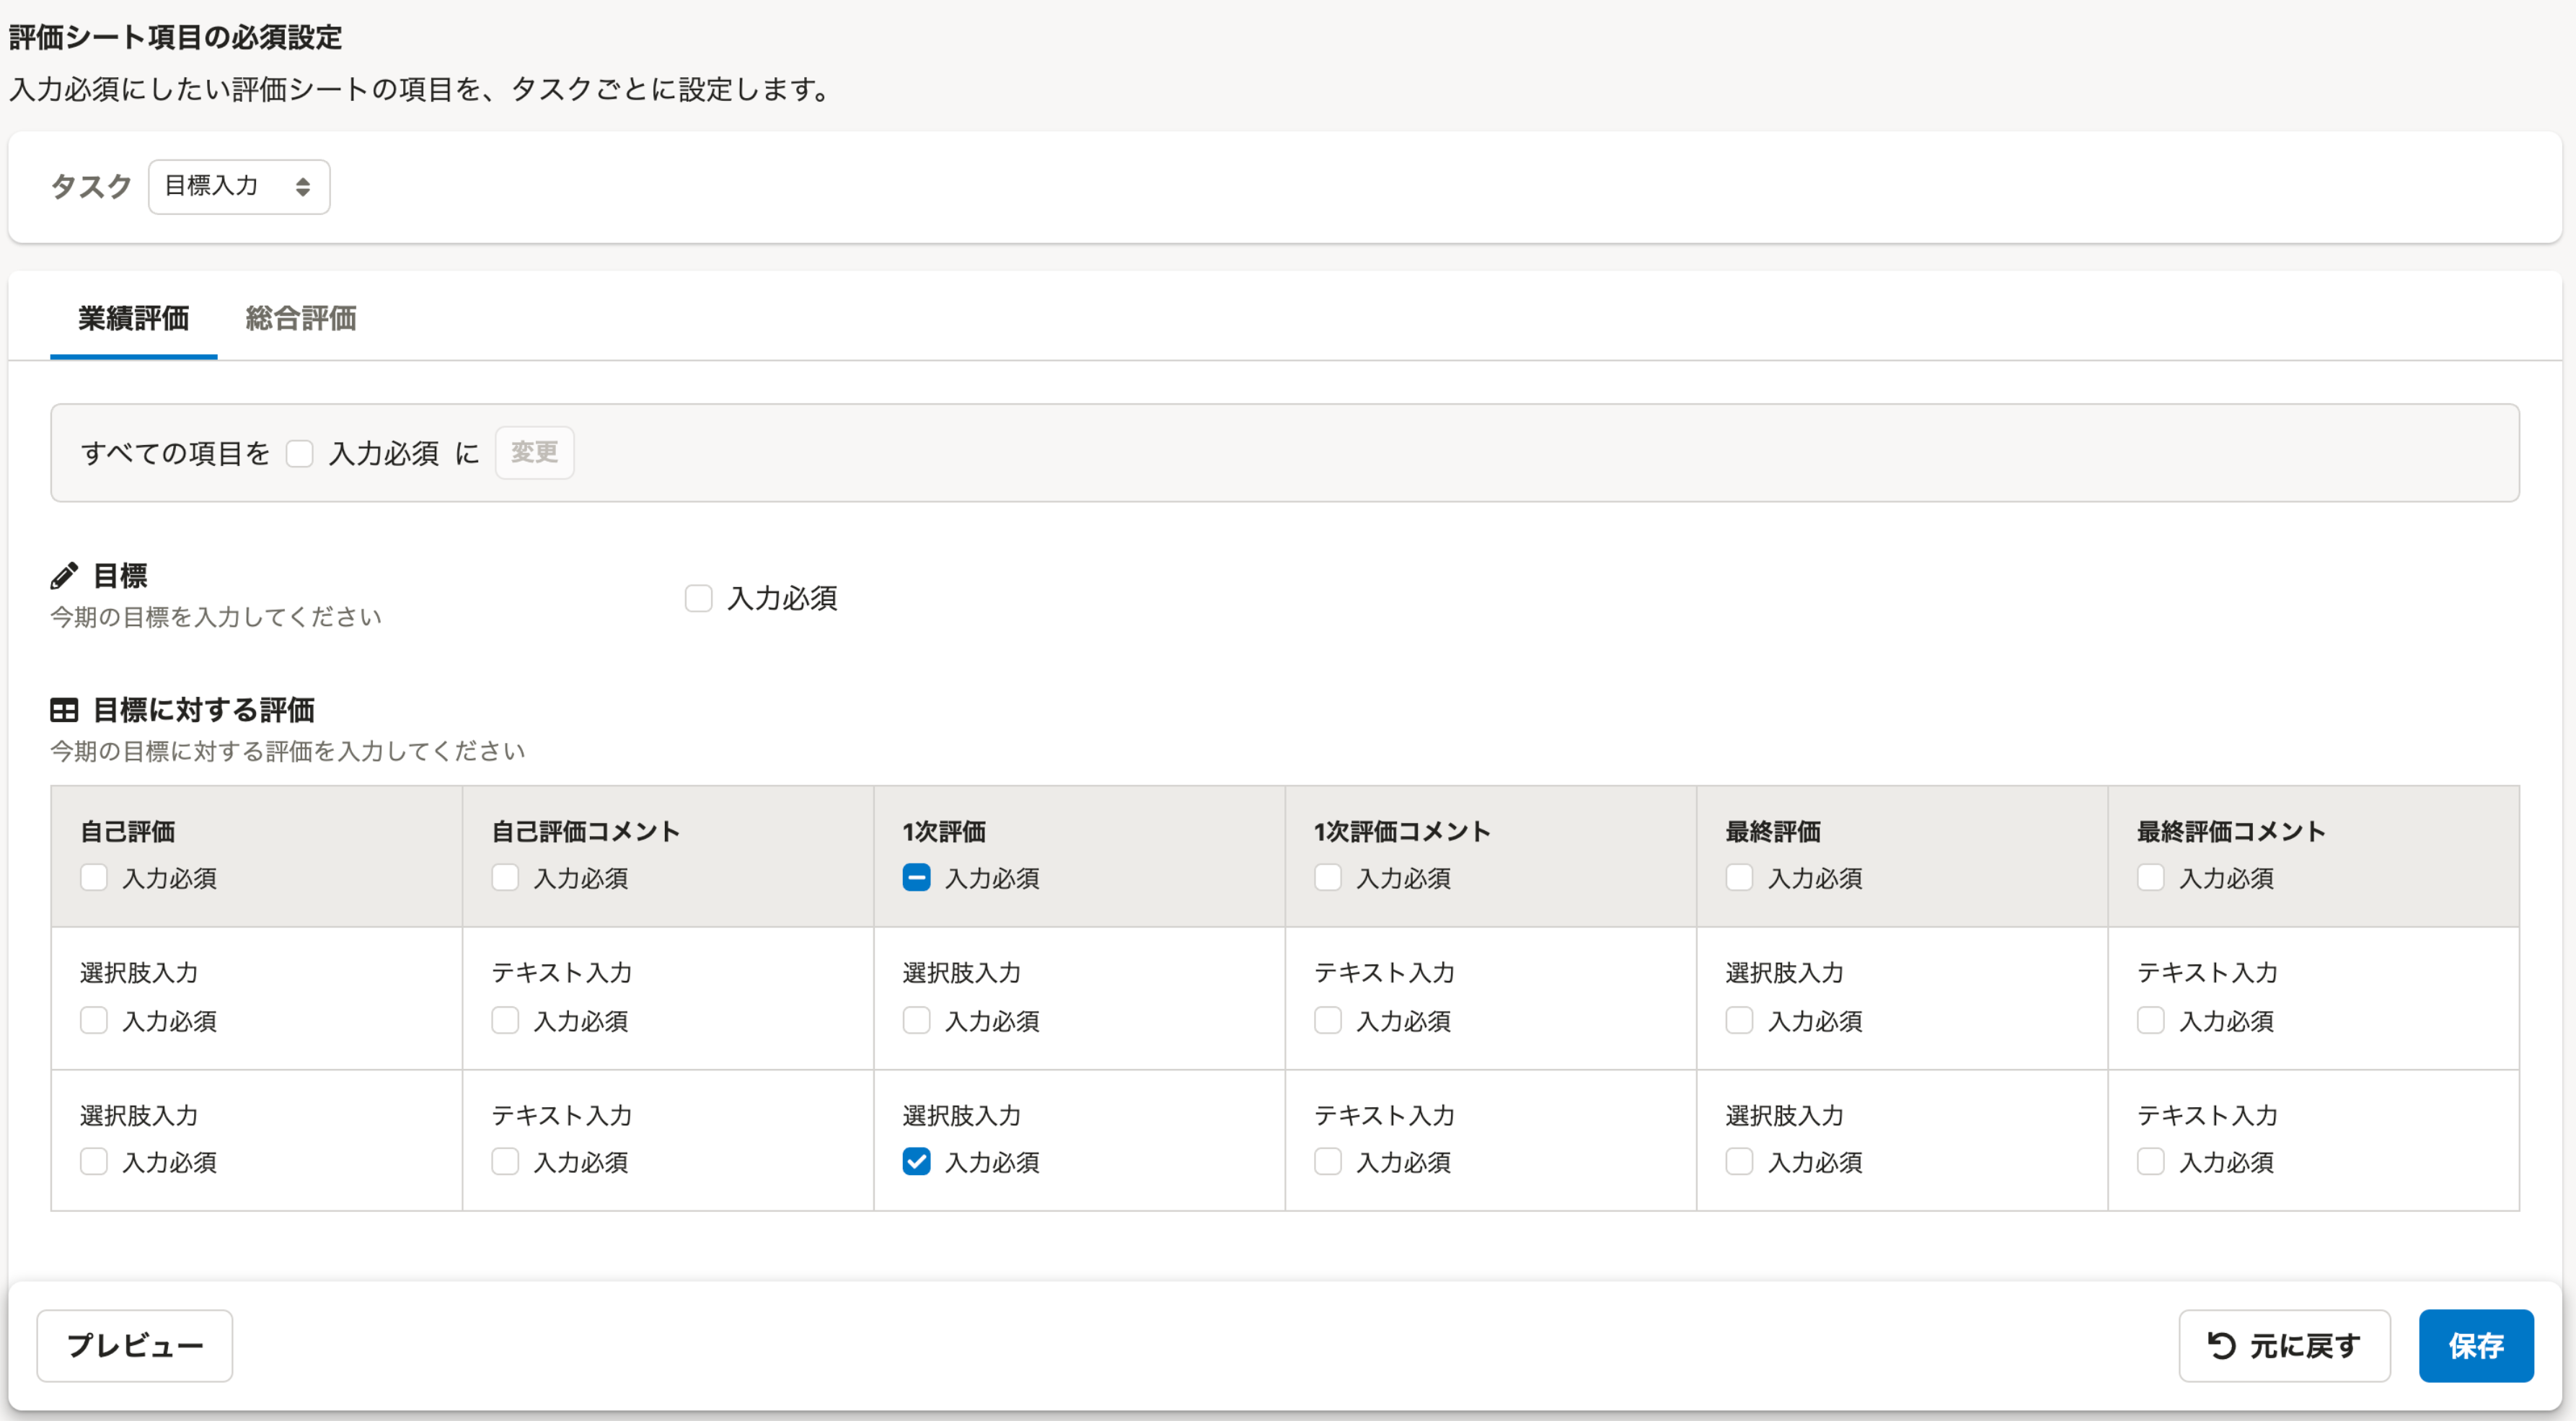 評価シート項目の必須設定
入力必須にしたい評価シートの項目を、タスクごとに設定します。
タスク 目標入力
業績評価 総合評価
すべての項目を 入力必須 に 変更
目標
今期の目標を入力してください
入力必須
目標に対する評価
今期の目標に対する評価を入力してください
自己評価 自己評価コメント 1次評価 1次評価コメント 最終評価 最終評価コメント
入力必須 入力必須 入力必須 入力必須 入力必須 入力必須
選択肢入力 テキスト入力 選択肢入力 テキスト入力 選択肢入力 テキスト入力
入力必須 入力必須 入力必須 入力必須 入力必須 入力必須
選択肢入力 テキスト入力 選択肢入力 テキスト入力 選択肢入力 テキスト入力
入力必須 入力必須 入力必須 入力必須 入力必須 入力必須
プレビュー 元に戻す 保存